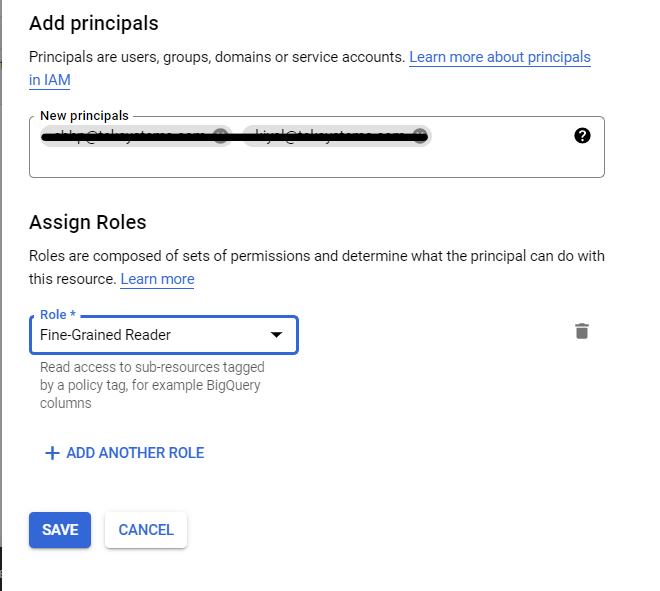 Add principals
Principals are users, groups, domains or service accounts. Learn more about principals
in IAM
New principals
Assign Roles
Roles are composed of sets of permissions and determine what the principal can do with
this resource. Learn more
Role *
Fine-Grained Reader
Read access to sub-resources tagged
by a policy tag, for example BigQuery
columns
+ ADD ANOTHER ROLE
SAVE CANCEL